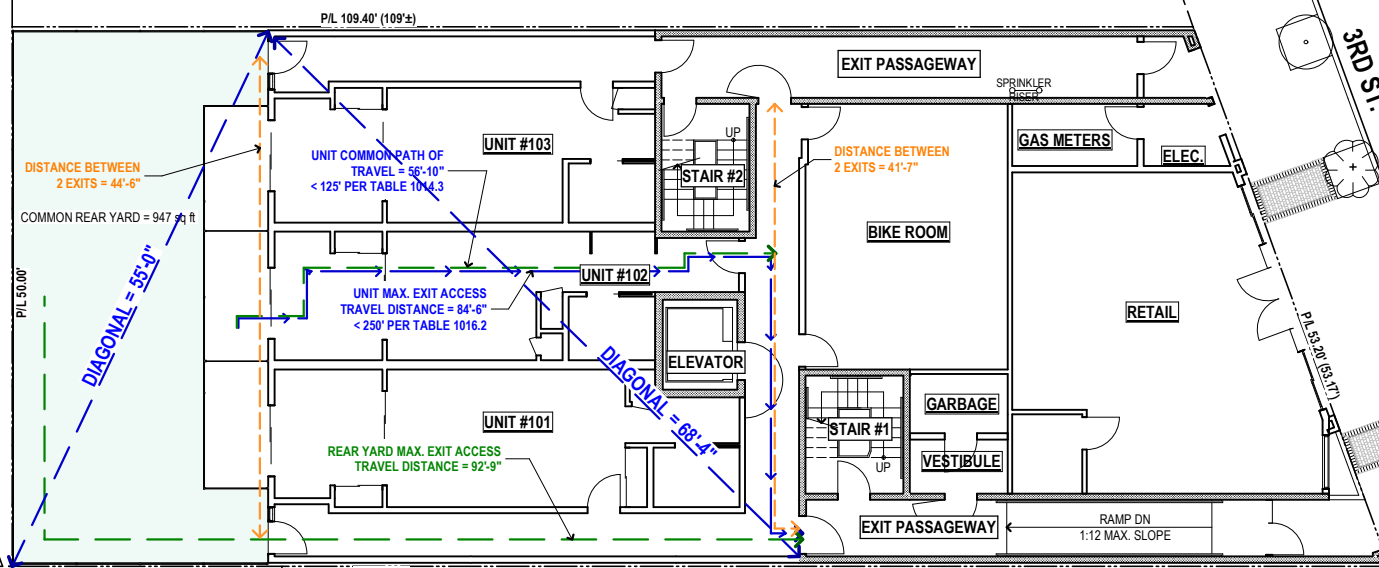 P/L 109.40' (109'±)
3RD ST.
EXIT PASSAGEWAY
SPRINKLER
RISER
UNIT #103
UP
GAS METERS
ELEC.
DISTANCE BETWEEN
2 EXITS = 44'-6"
UNIT COMMON PATH OF
TRAVEL = 56'-10"
< 125' PER TABLE 1014.3
STAIR #2
DISTANCE BETWEEN
2 EXITS = 41'-7"
COMMON REAR YARD = 947 sq ft
BIKE ROOM
P/L 50.00'
DIAGONAL = 55'-0"
UNIT #102
UNIT MAX. EXIT ACCESS
TRAVEL DISTANCE = 84'-6"
< 250' PER TABLE 1016.2
RETAIL
P/L 53.20' (53.17')
ELEVATOR
DIAGONAL = 68'-4"
GARBAGE
UNIT #101
STAIR #1
REAR YARD MAX. EXIT ACCESS
TRAVEL DISTANCE = 92'-9"
VESTIBULE
UP
EXIT PASSAGEWAY
RAMP DN
1:12 MAX. SLOPE